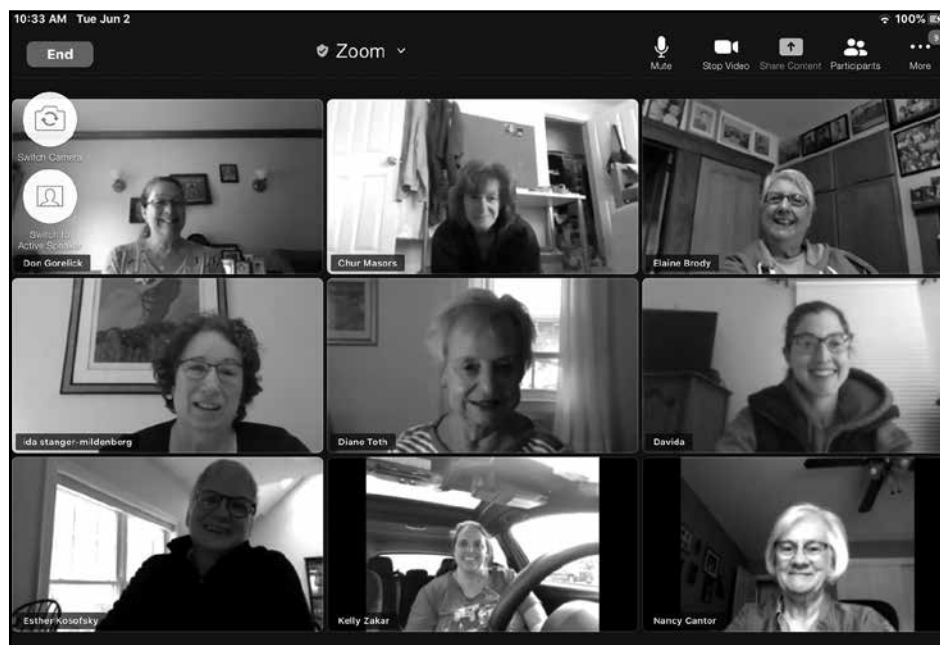 10:33 AM Tue Jun 2
100%
End
Zoom
Mute
Stop Video
Share Content
Participants
More
Switch Camera
Switch to
Active Speaker
Don Gorelick
Chur Masors
Elaine Brody
ida stanger-mildenberg
Diane Toth
Davida
Esther Kosofsky
Kelly Zakar
Nancy Cantor